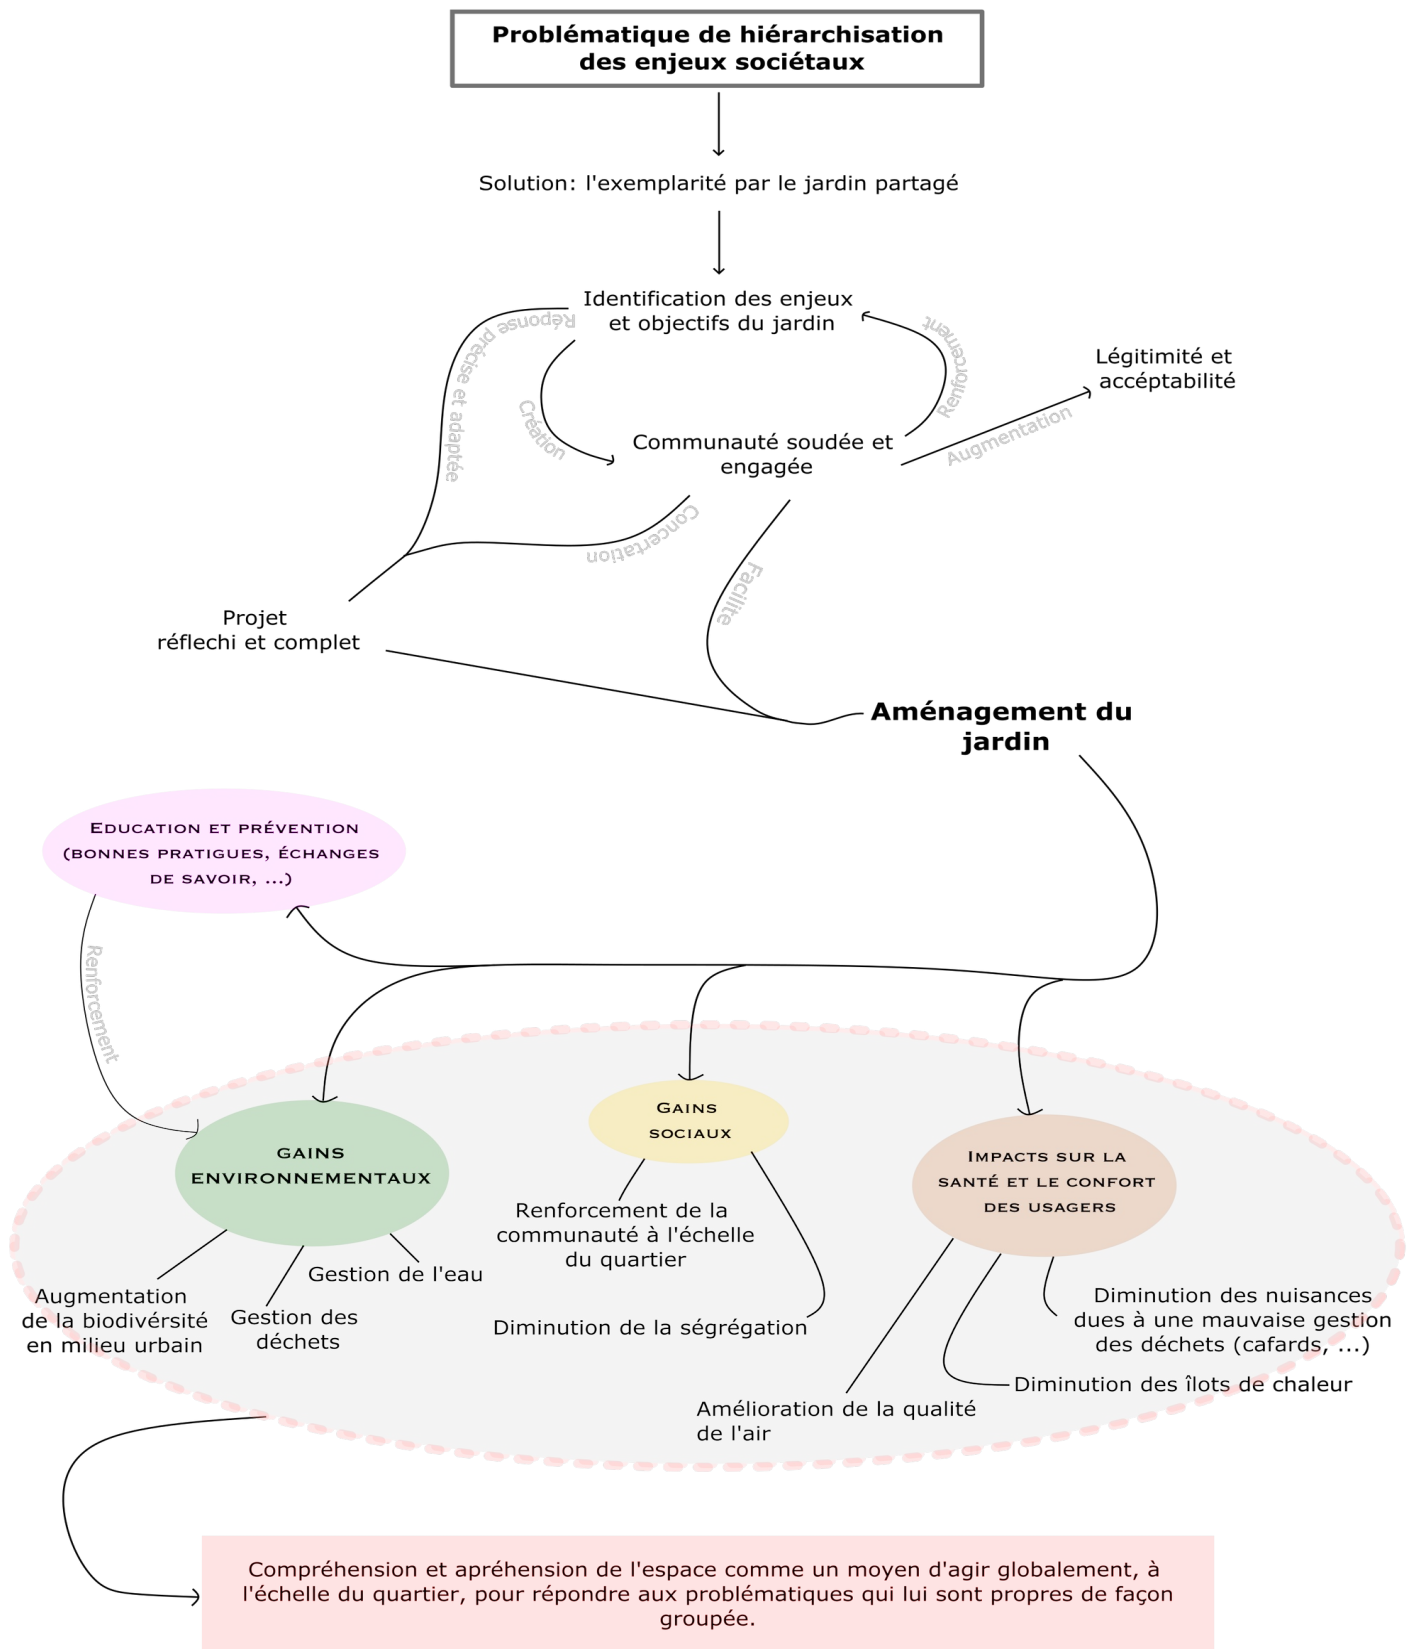 Problématique de hiérarchisation
des enjeux sociétaux
Solution: l'exemplarité par le jardin partagé
Identification des enjeux
et objectifs du jardin
Réponse précise et adaptée
Création
Renforcement
Légitimité et
accéptabilité
Communauté soudée et
engagée
Augmentation
Concertation
Facilite
Projet
réflechi et complet
Aménagement du
jardin
Education et prévention
(bonnes pratigues, échanges
de savoir, ...)
Renforcement
gains
environnementaux
Gains
sociaux
Impacts sur la
santé et le confort
des usagers
Renforcement de la
communauté à l'échelle
du quartier
Gestion de l'eau
Augmentation
de la biodivérsité
en milieu urbain
Gestion des
déchets
Diminution de la ségrégation
Diminution des nuisances
dues à une mauvaise gestion
des déchets (cafards, ...)
Diminution des îlots de chaleur
Amélioration de la qualité
de l'air
Compréhension et apréhension de l'espace comme un moyen d'agir globalement, à
l'échelle du quartier, pour répondre aux problématiques qui lui sont propres de façon
groupée.